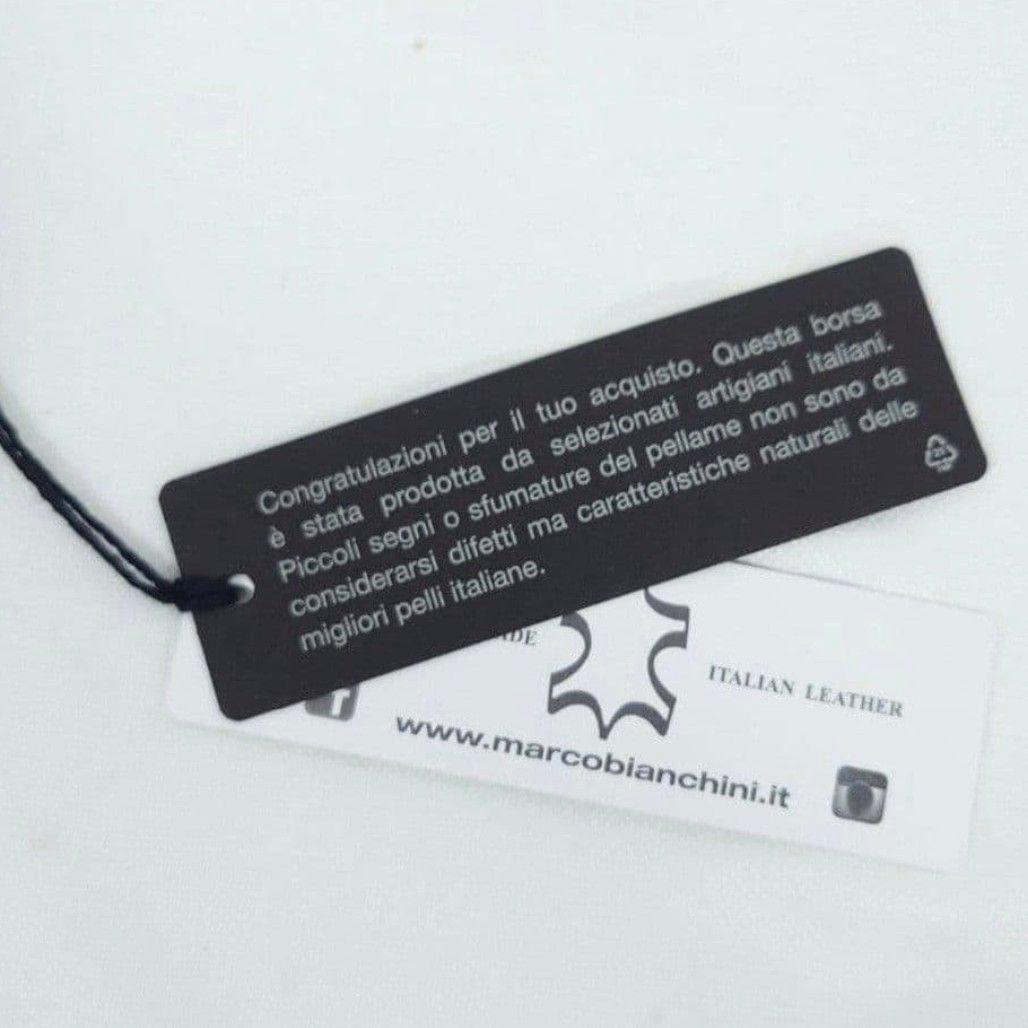 Congratulazioni per il tuo acquisto. Questa borsa
è stata prodotta da selezionati artigiani italiani.
Piccoli segni o sfumature del pellame non sono da
considerarsi difetti ma caratteristiche naturali delle
migliori pelli italiane.
ITALIAN LEATHER
www.marcobianchini.it